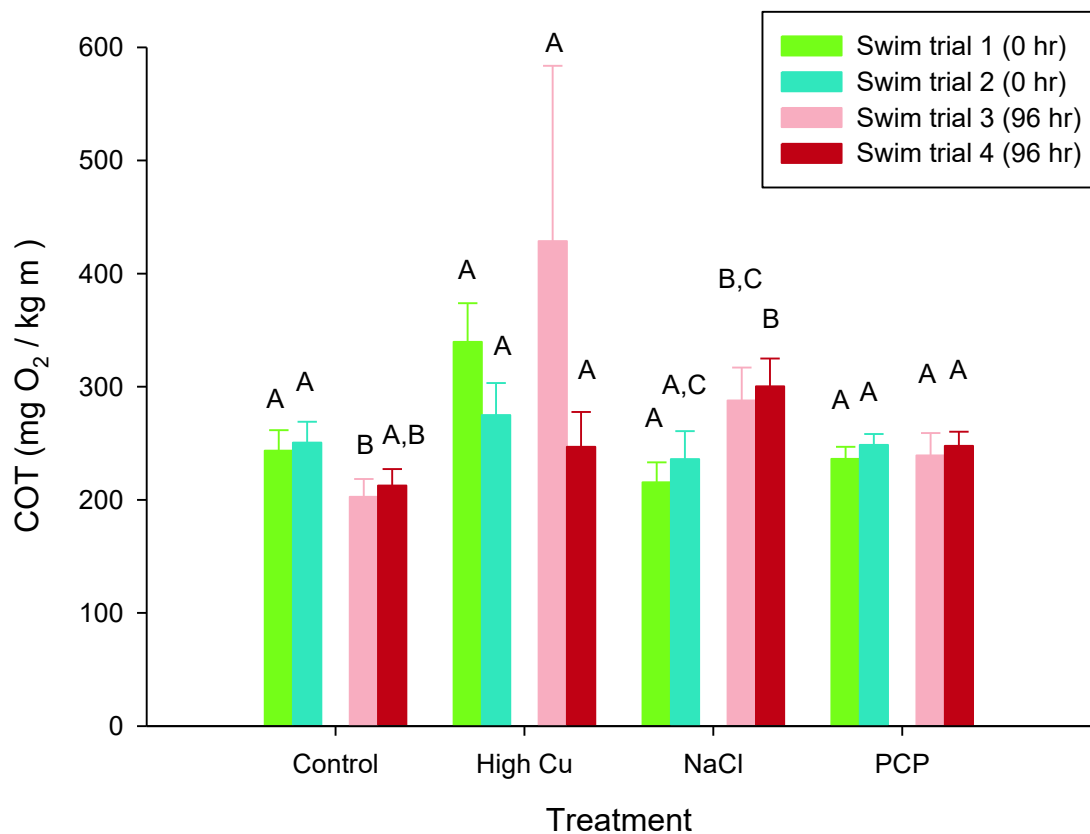 600
500
400
300
200
100
0
COT (mg O₂ / kg m )
Swim trial 1 (0 hr)
Swim trial 2 (0 hr)
Swim trial 3 (96 hr)
Swim trial 4 (96 hr)
A
A
B
A,B
A
A
A
A
A
A,C
B,C
B
A
A
A
A
Control
High Cu
NaCl
PCP
Treatment